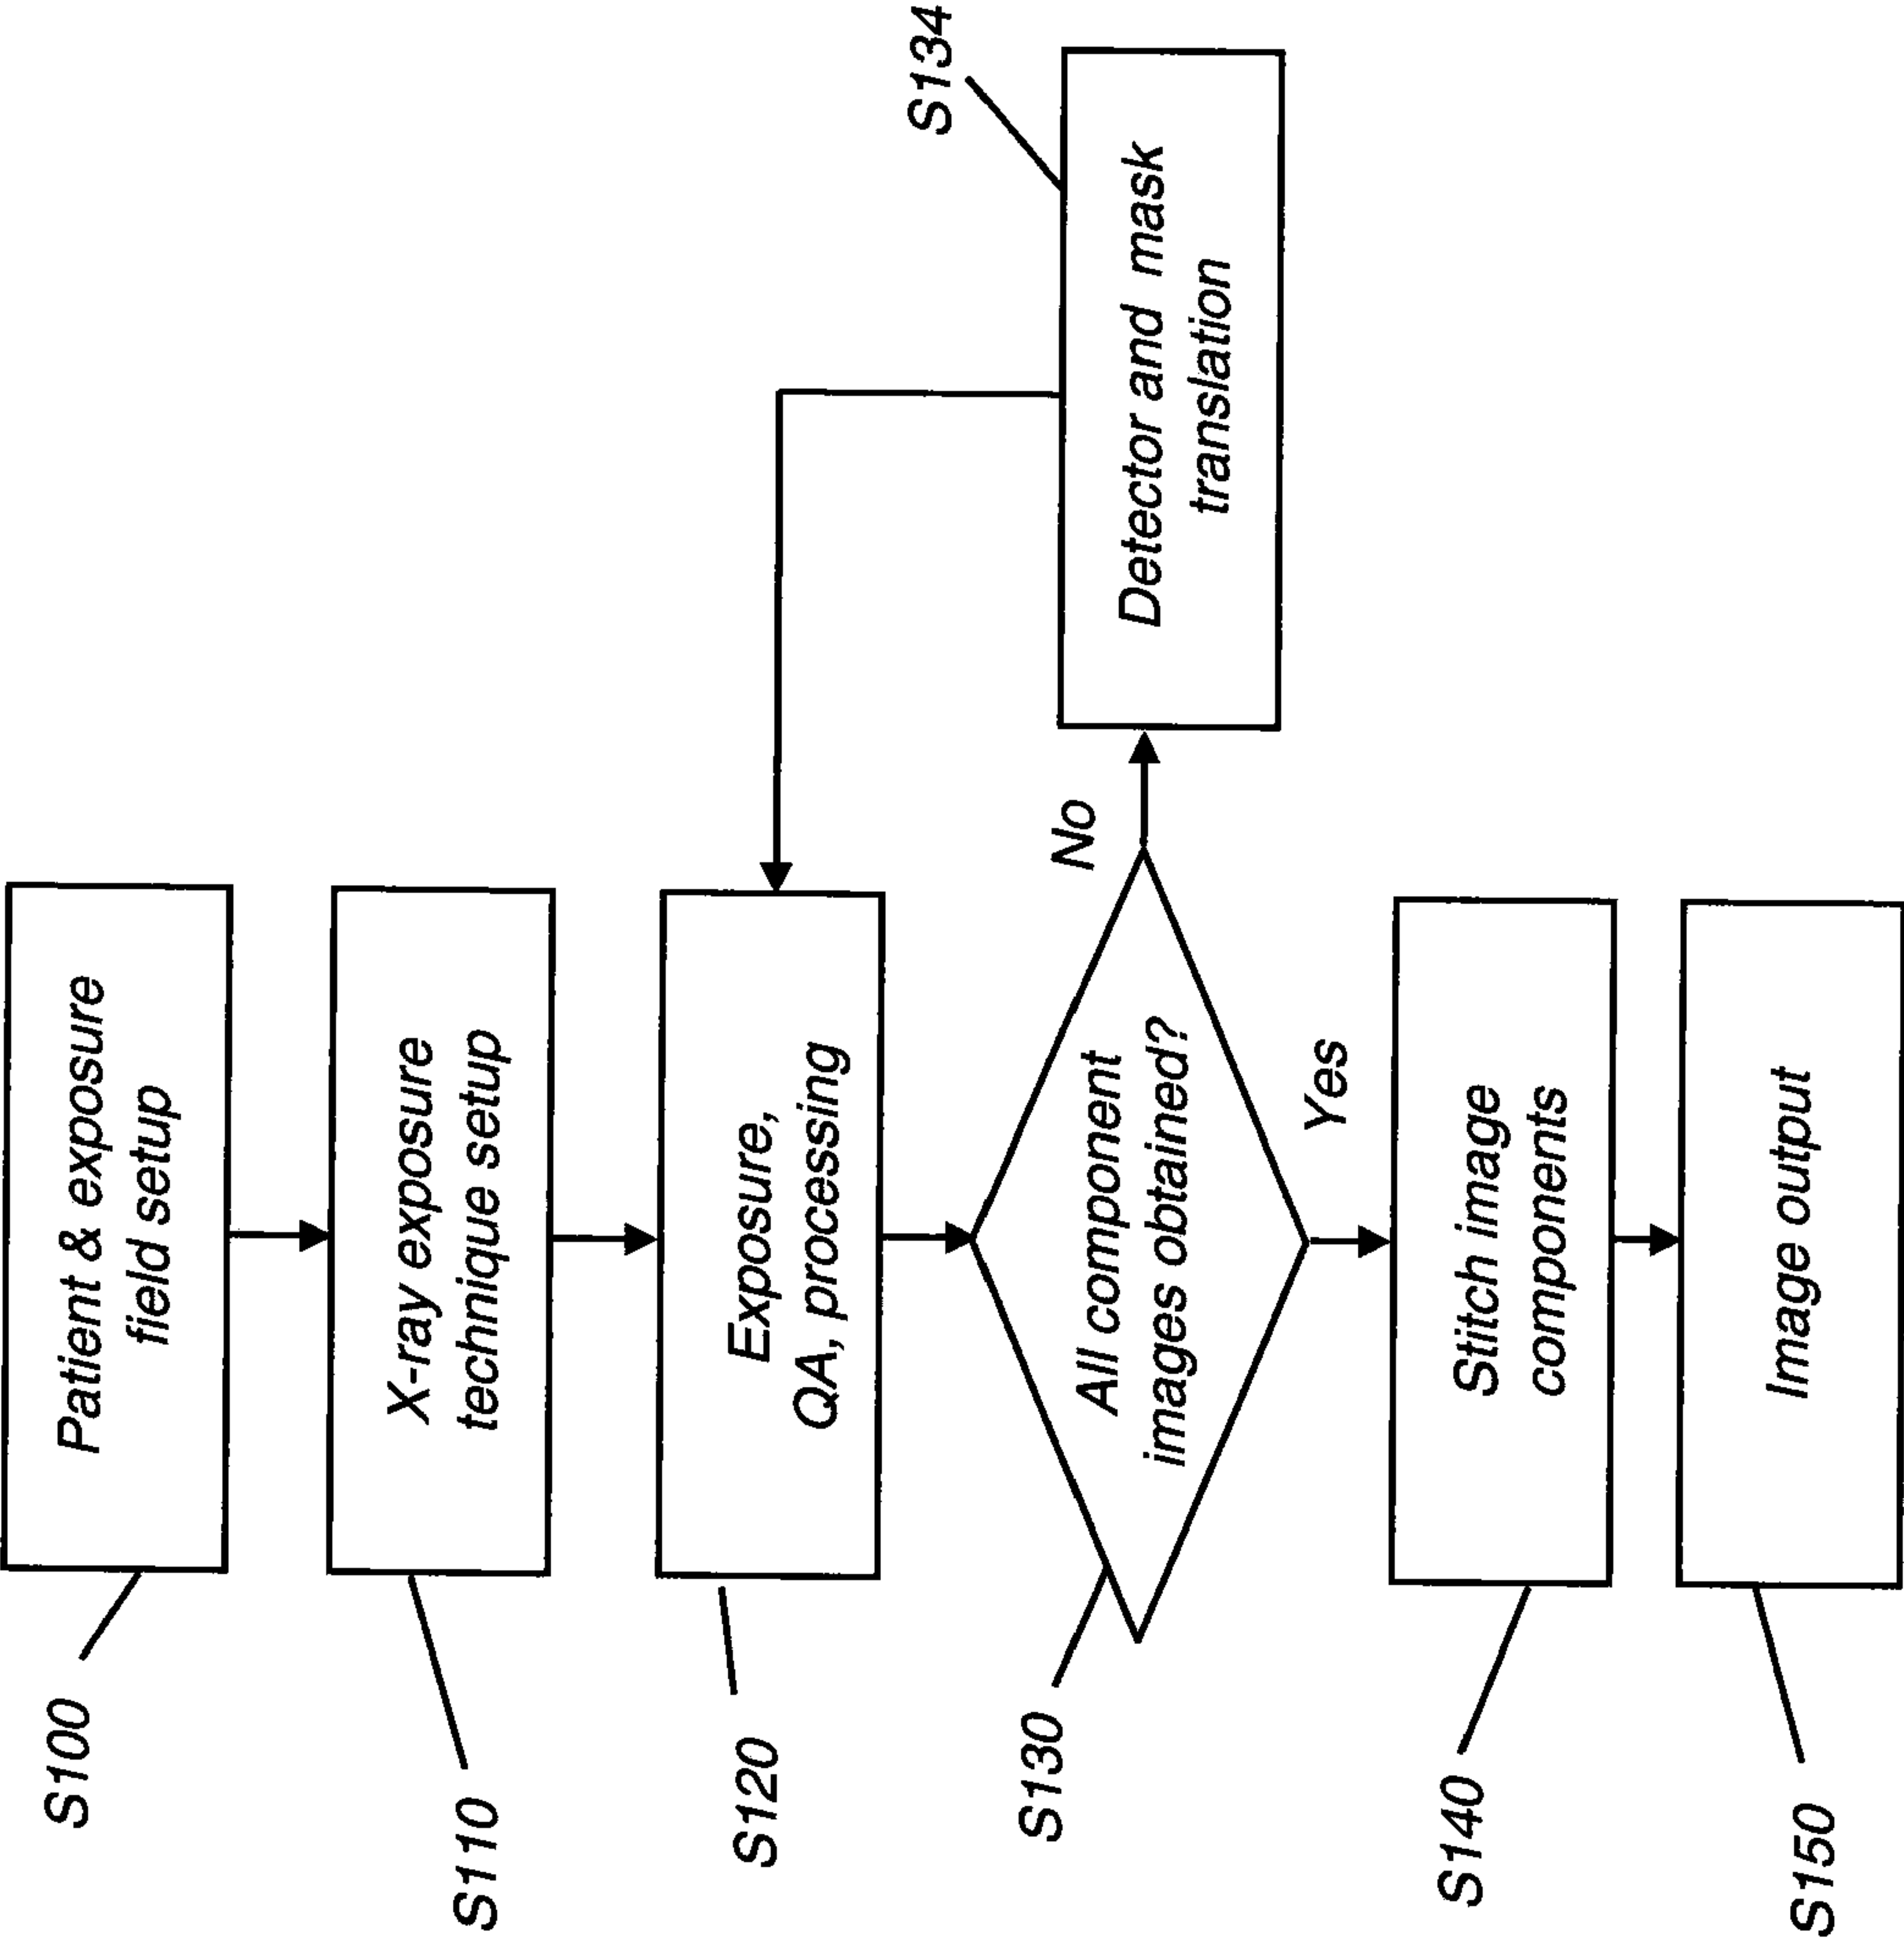 S100
Patient & exposure
field setup
S110
X-ray exposure
technique setup
S120
Exposure,
QA, processing
S130
All component
images obtained?
No
S134
Detector and mask
translation
Yes
S140
Stitch image
components
S150
Image output